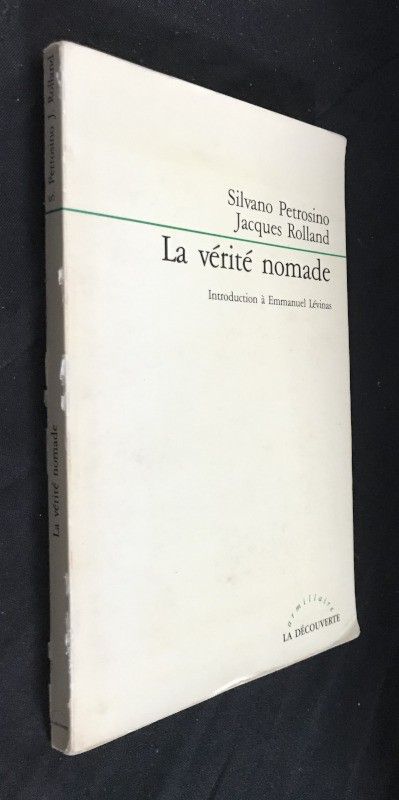 Silvano Petrosino
Jacques Rolland
La vérité nomade
Introduction à Emmanuel Lévinas
armillaire
LA DÉCOUVERTE
S. Petrosino J. Rolland
La vérité nomade